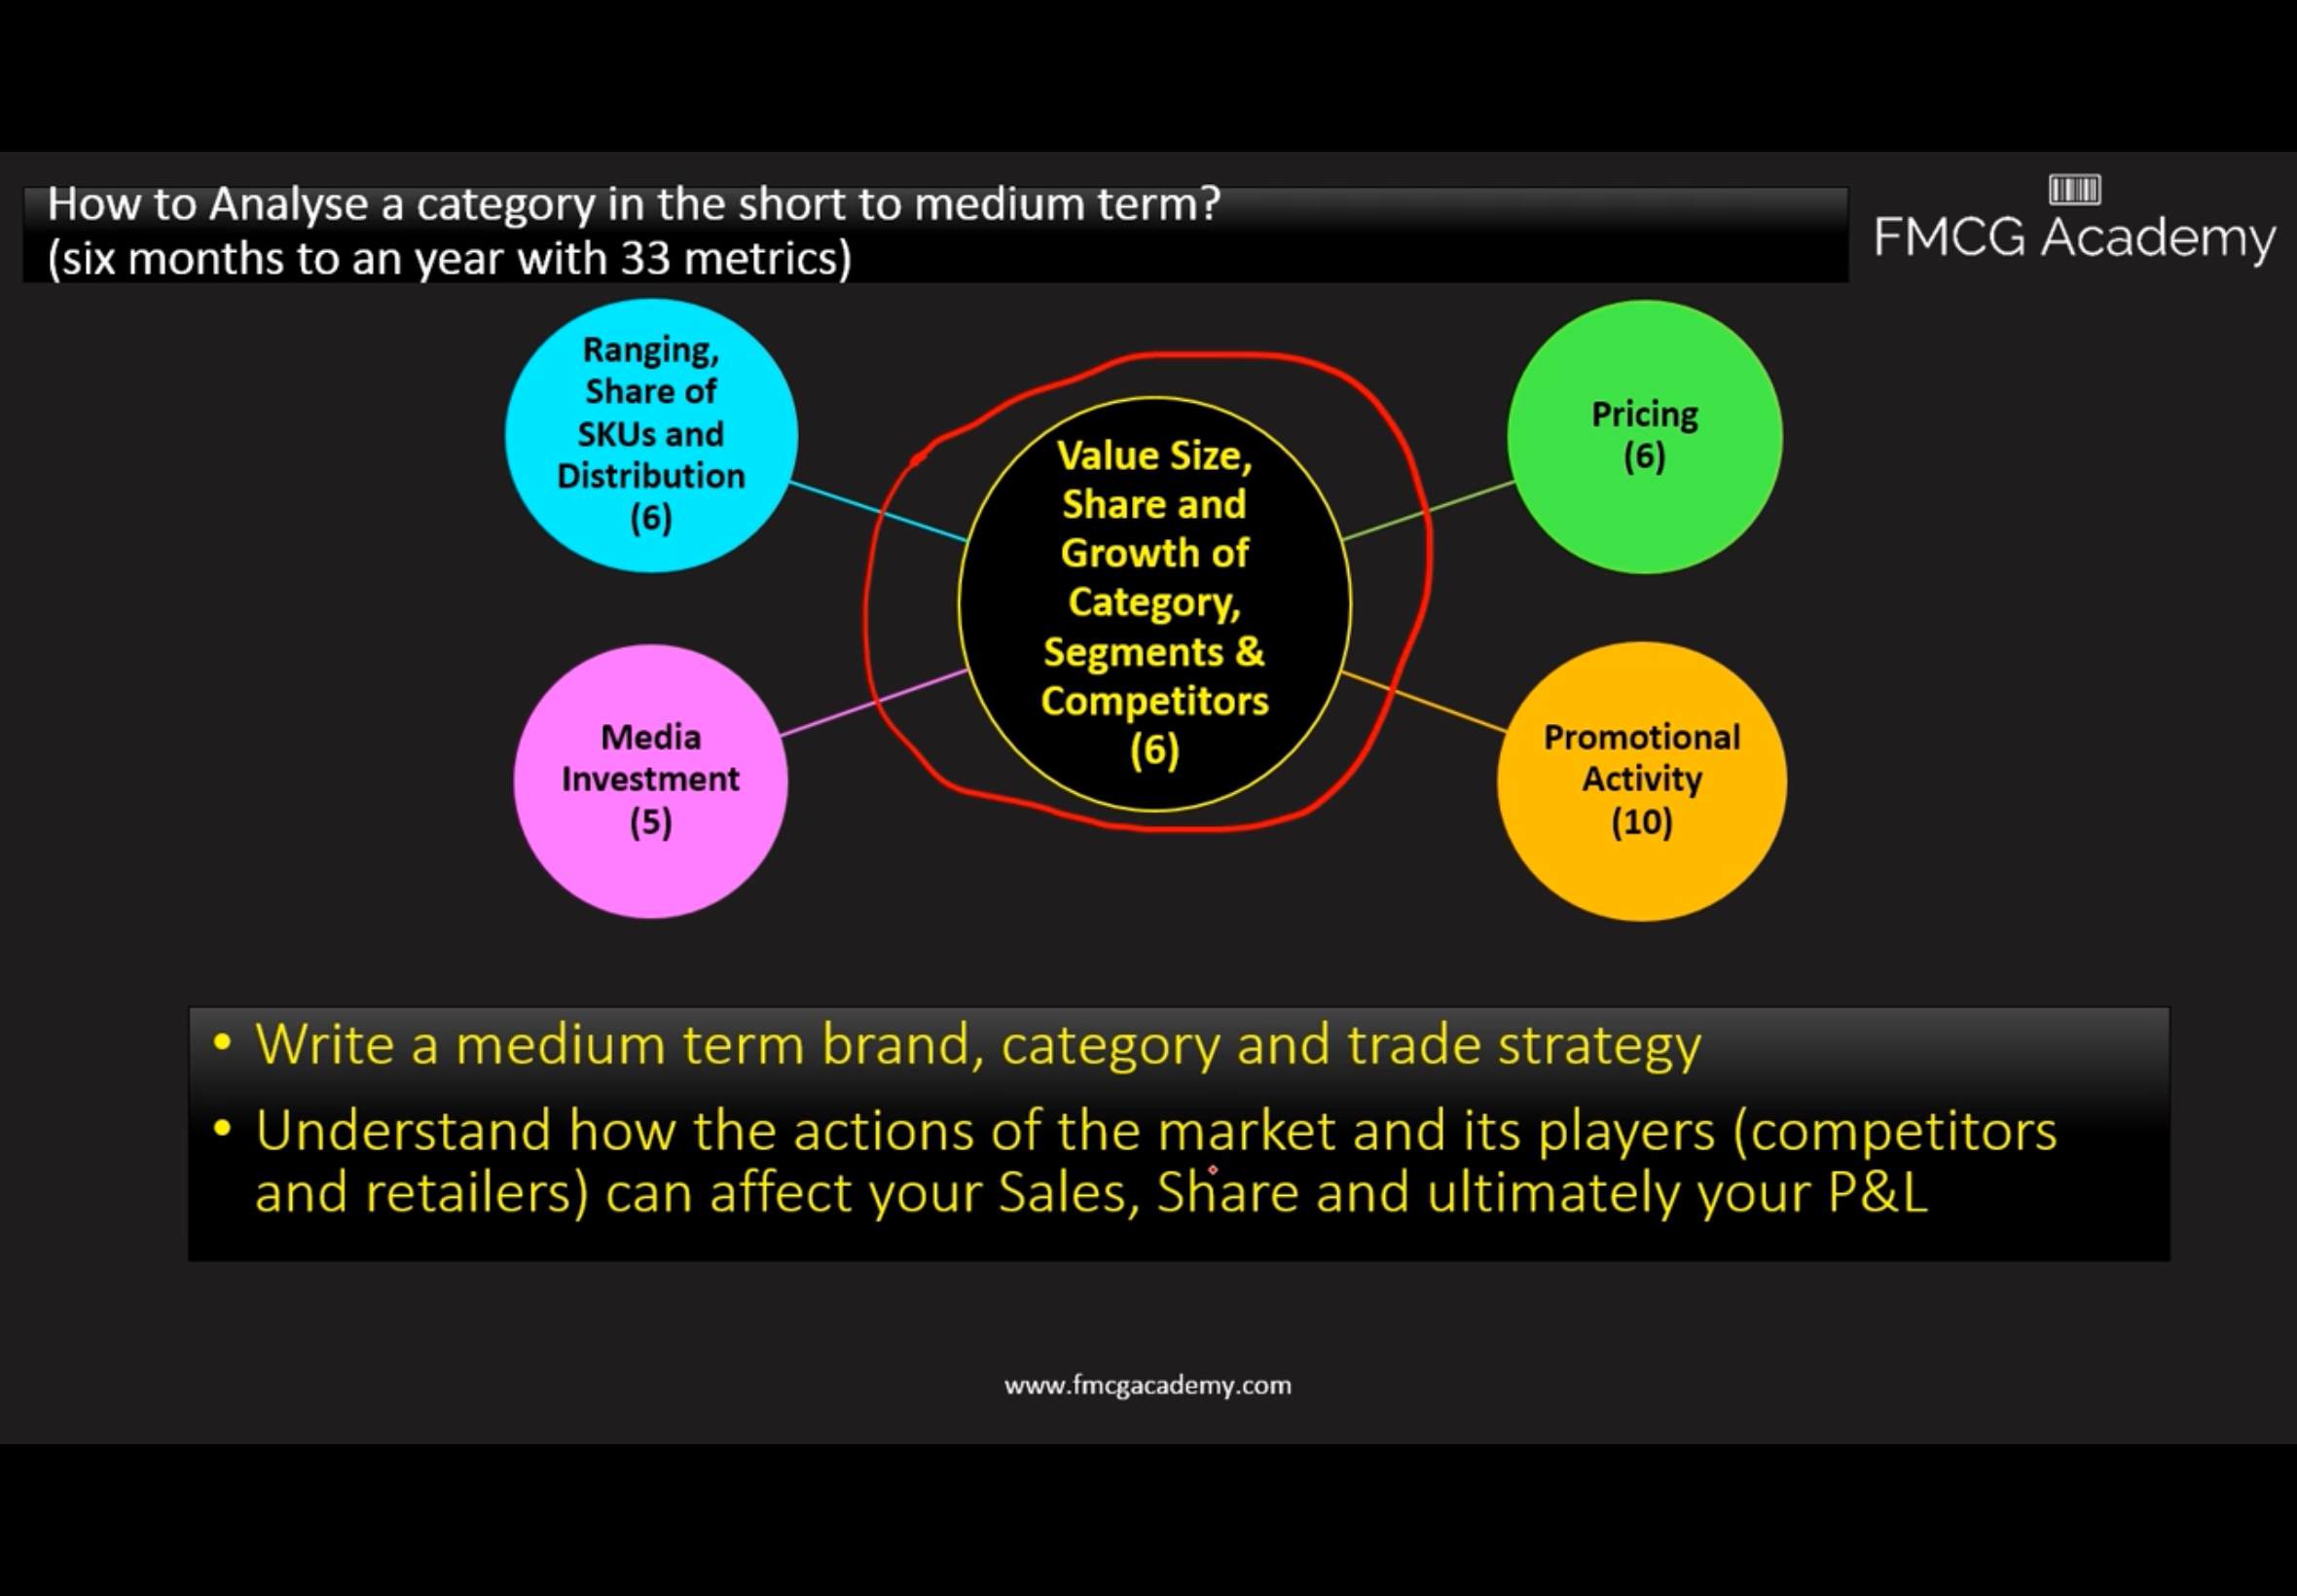 How to Analyse a category in the short to medium term?
(six months to an year with 33 metrics)
FMCG Academy
Ranging,
Share of
SKUs and
Distribution
(6)
Value Size,
Share and
Growth of
Category,
Segments &
Competitors
(6)
Pricing
(6)
Media
Investment
(5)
Promotional
Activity
(10)
• Write a medium term brand, category and trade strategy
• Understand how the actions of the market and its players (competitors
and retailers) can affect your Sales, Share and ultimately your P&L
www.fmcgacademy.com